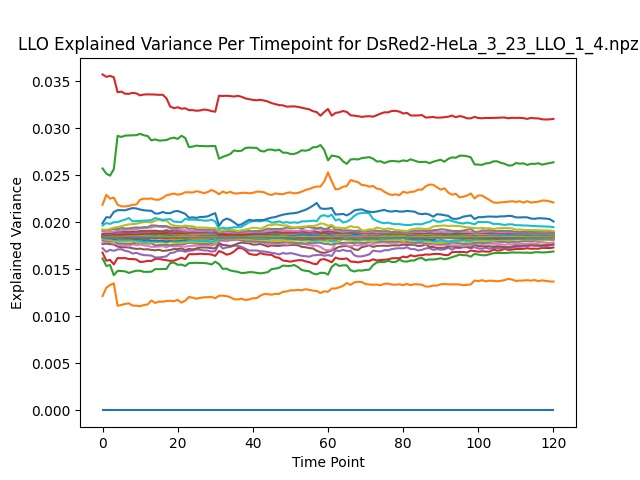 LLO Explained Variance Per Timepoint for DsRed2-HeLa_3_23_LLO_1_4.npz
0.035
0.030
0.025
0.020
0.015
0.010
0.005
0.000
Explained Variance
0 20 40 60 80 100 120
Time Point